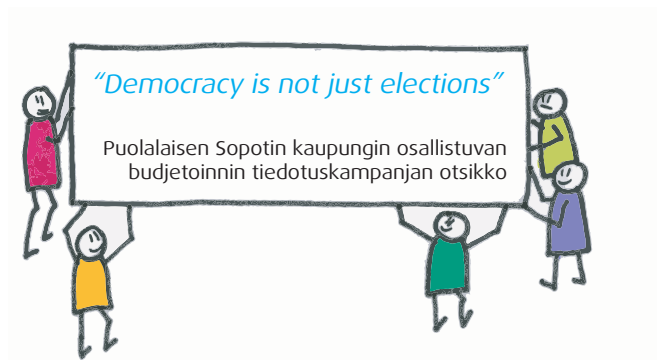 “Democracy is not just elections”
Puolalaisen Sopotin kaupungin osallistuvan
budjetoinnin tiedotuskampanjan otsikko